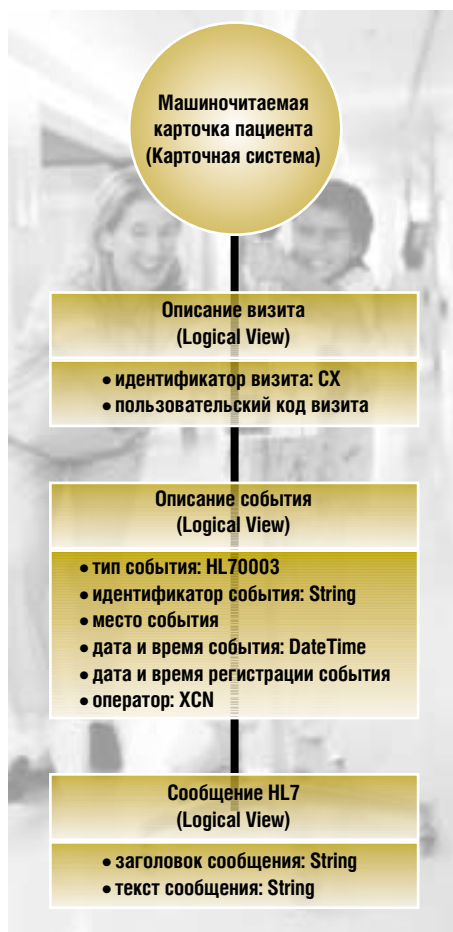 Машиночитаемая
карточка пациента
(Карточная система)
Описание визита
(Logical View)
• идентификатор визита: CX
• пользовательский код визита
Описание события
(Logical View)
• тип события: HL70003
• идентификатор события: String
• место события
• дата и время события: DateTime
• дата и время регистрации события
• оператор: XCN
Сообщение HL7
(Logical View)
• заголовок сообщения: String
• текст сообщения: String